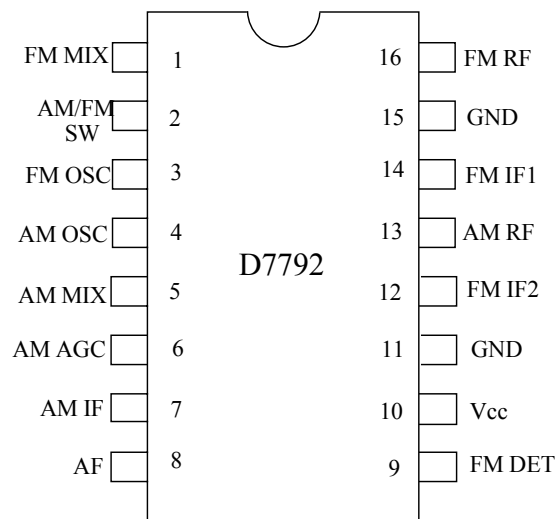 FM MIX 1 16 FM RF
AM/FM
SW 2 15 GND
FM OSC 3 14 FM IF1
AM OSC 4 13 AM RF
D7792
AM MIX 5 12 FM IF2
AM AGC 6 11 GND
AM IF 7 10 Vcc
AF 8 9 FM DET